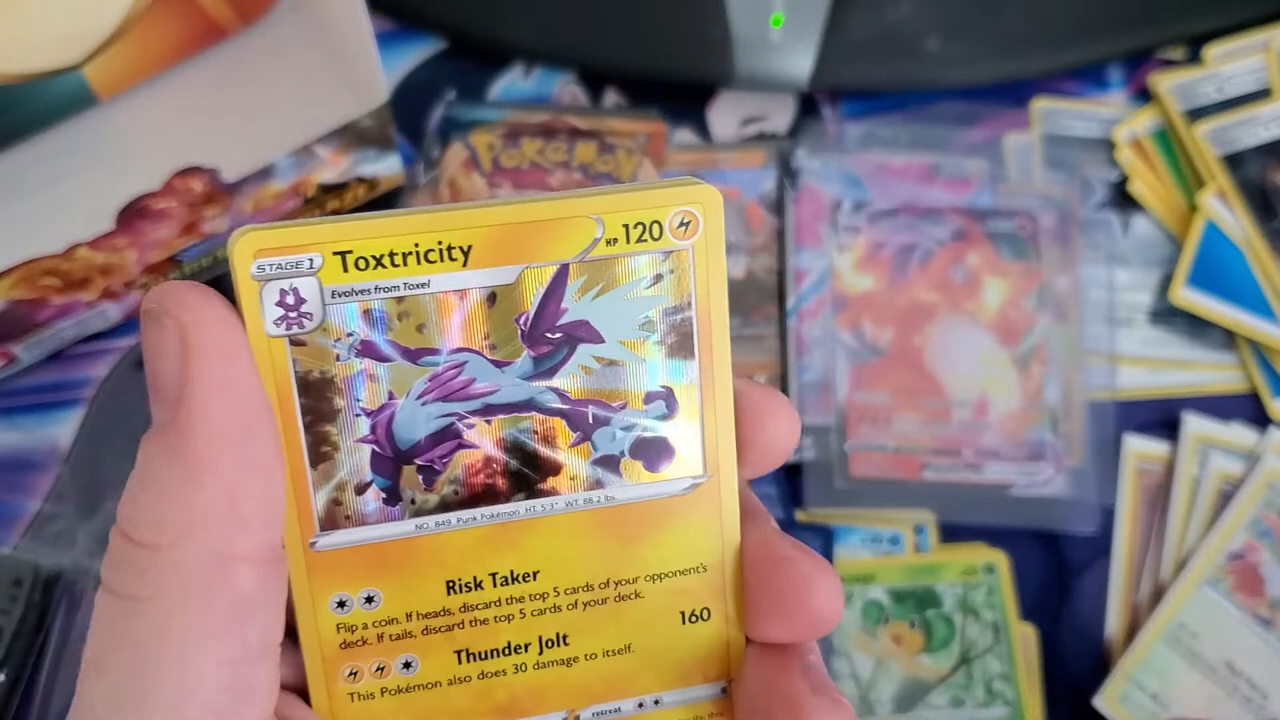 POKéMON
STAGE 1
Toxtricity
HP 120
Evolves from Toxel
NO. 849 Punk Pokémon HT: 5'3" WT: 88.2 lbs.
Risk Taker
Flip a coin. If heads, discard the top 5 cards of your opponent's
deck. If tails, discard the top 5 cards of your deck.
Thunder Jolt 160
This Pokémon also does 30 damage to itself.
retreat